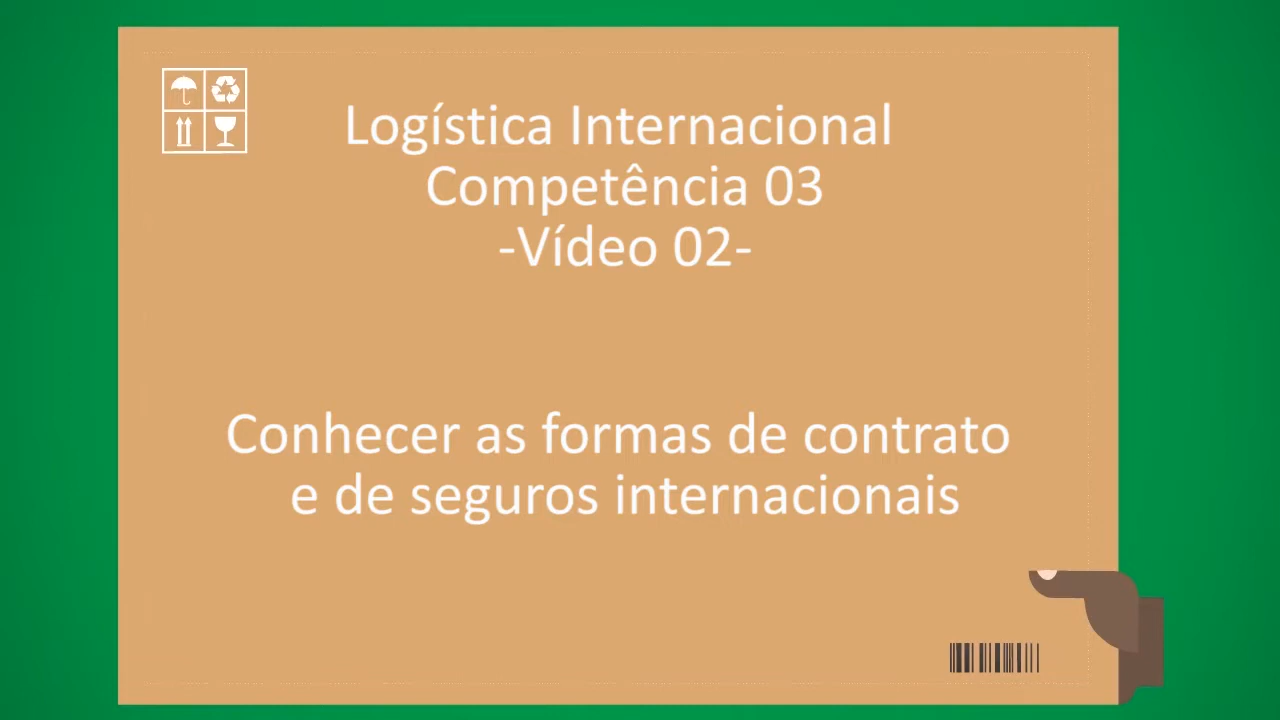 Logística Internacional
Competência 03
-Vídeo 02-
Conhecer as formas de contrato
e de seguros internacionais